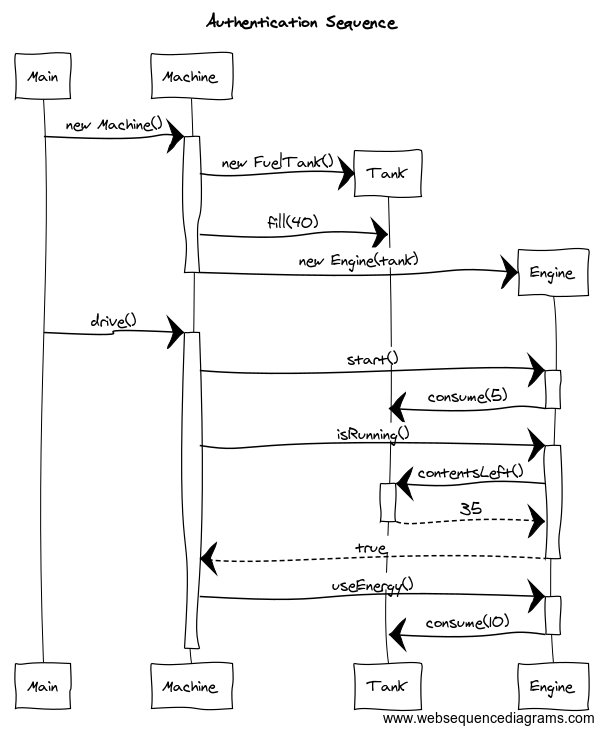 Authentication Sequence
Main
Machine
new Machine()
new FuelTank()
Tank
fill(40)
new Engine(tank)
Engine
drive()
start()
consume(5)
isRunning()
contentsLeft()
35
true
useEnergy()
consume(10)
Main
Machine
Tank
Engine
www.websequencediagrams.com